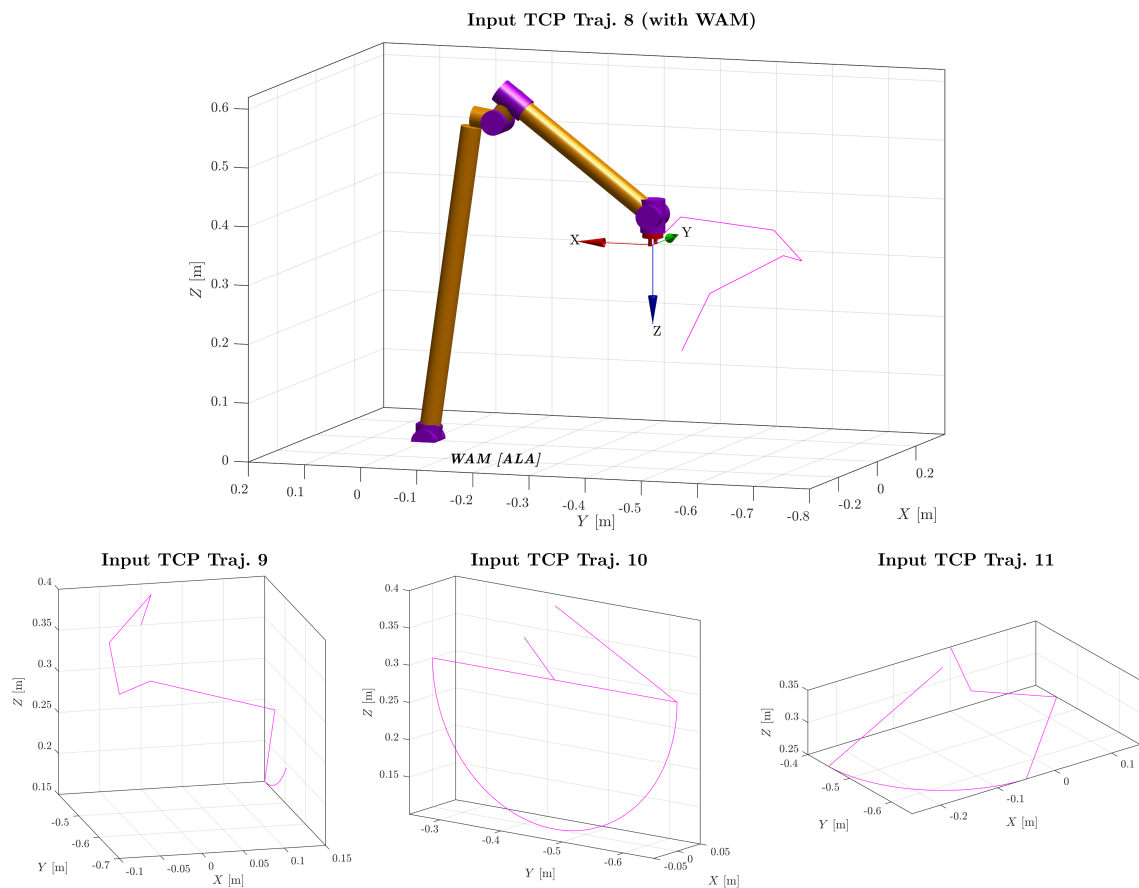 Input TCP Traj. 8 (with WAM)
0.6
0.5
0.4
0.3
0.2
0.1
0
Z [m]
X
Y
Z
WAM [ALA]
0.2
0.1
0
-0.1
-0.2
-0.3
-0.4
-0.5
-0.6
-0.7
-0.8
Y [m]
-0.2
0
0.2
X [m]
Input TCP Traj. 9
0.4
0.35
0.3
0.25
0.2
0.15
Z [m]
-0.5
-0.6
-0.7
Y [m]
-0.1
-0.05
0
0.05
0.1
0.15
X [m]
Input TCP Traj. 10
0.4
0.35
0.3
0.25
0.2
0.15
Z [m]
-0.3
-0.4
-0.5
-0.6
Y [m]
-0.05
0
0.05
X [m]
Input TCP Traj. 11
0.35
0.3
0.25
Z [m]
-0.4
-0.5
-0.6
Y [m]
-0.2
-0.1
0
0.1
X [m]